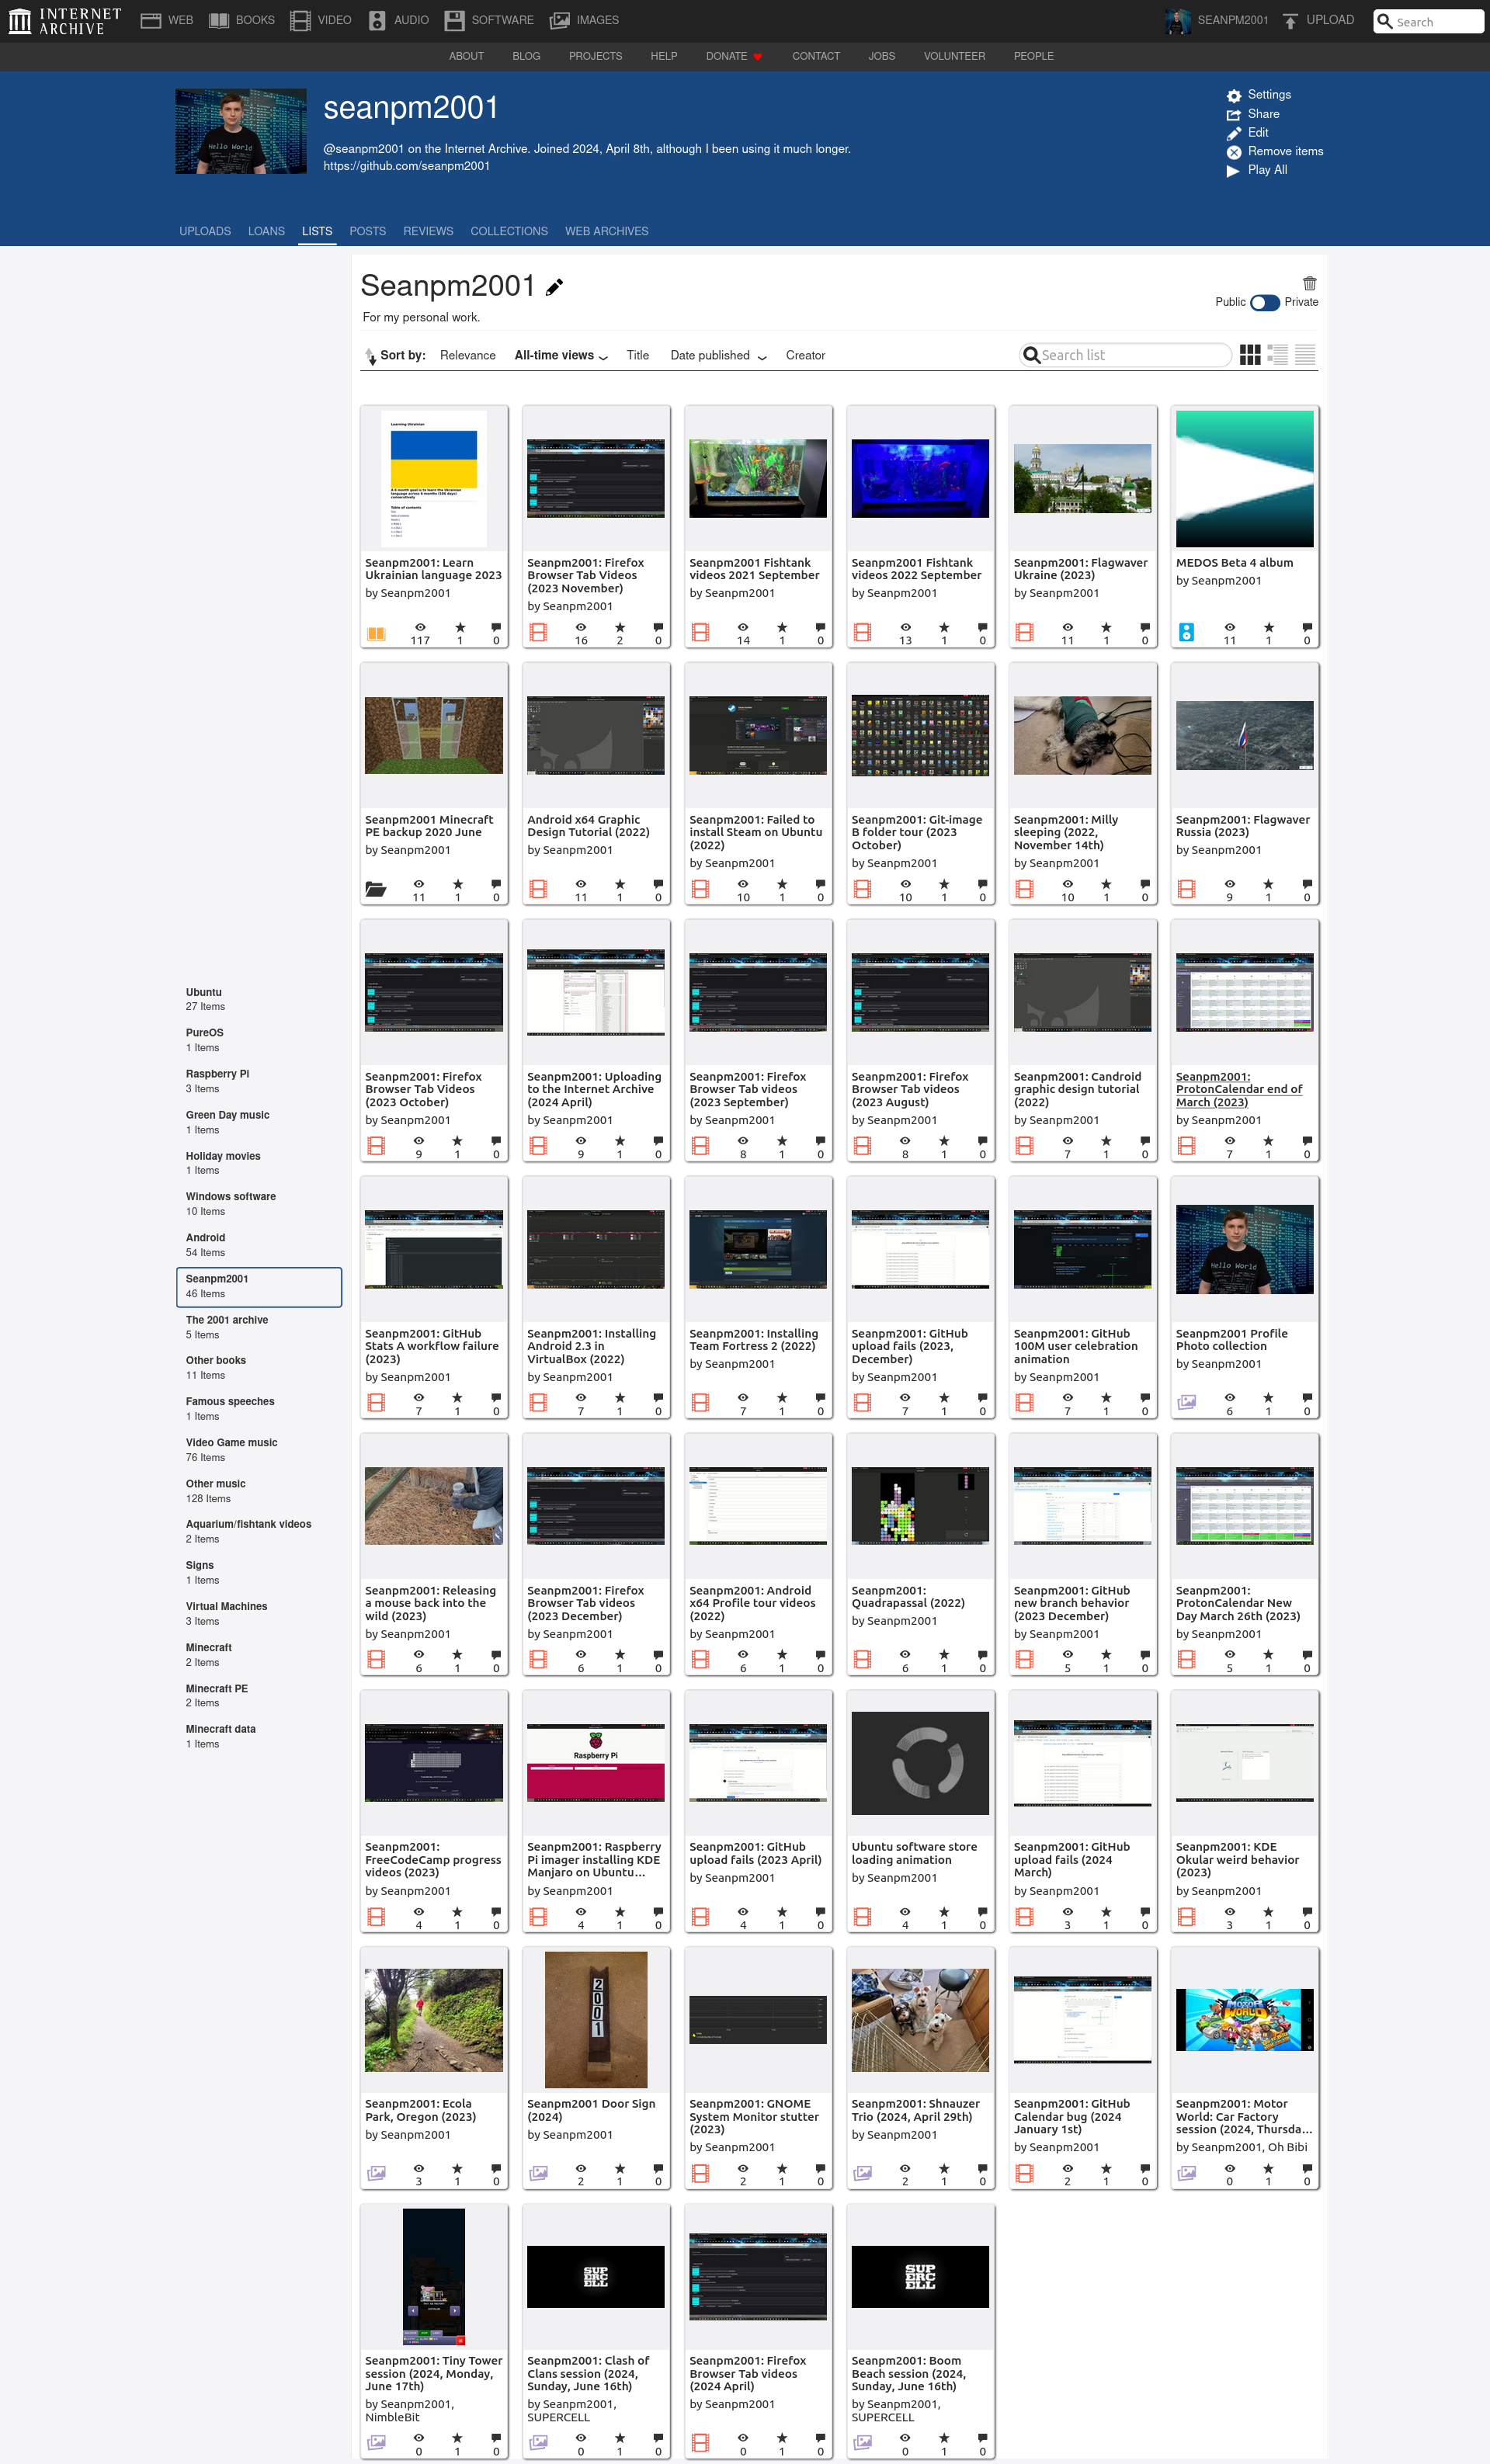 INTERNET
ARCHIVE
WEB
BOOKS
VIDEO
AUDIO
SOFTWARE
IMAGES
SEANPM2001
UPLOAD
Search
ABOUT
BLOG
PROJECTS
HELP
DONATE
CONTACT
JOBS
VOLUNTEER
PEOPLE
Hello World
seanpm2001
@seanpm2001 on the Internet Archive. Joined 2024, April 8th, although I been using it much longer.
https://github.com/seanpm2001
Settings
Share
Edit
Remove items
Play All
UPLOADS
LOANS
LISTS
POSTS
REVIEWS
COLLECTIONS
WEB ARCHIVES
Seanpm2001
For my personal work.
Public
Private
Sort by:
Relevance
All-time views
Title
Date published
Creator
Search list
Ubuntu
27 Items
PureOS
1 Items
Raspberry Pi
3 Items
Green Day music
1 Items
Holiday movies
1 Items
Windows software
10 Items
Android
54 Items
Seanpm2001
46 Items
The 2001 archive
5 Items
Other books
11 Items
Famous speeches
1 Items
Video Game music
76 Items
Other music
128 Items
Aquarium/fishtank videos
2 Items
Signs
1 Items
Virtual Machines
3 Items
Minecraft
2 Items
Minecraft PE
2 Items
Minecraft data
1 Items
Learning Ukrainian
A 6 month goal is to learn the Ukrainian
language across 6 months (180 days)
consecutively
Table of contents
Seanpm2001: Learn
Ukrainian language 2023
by Seanpm2001
117
1
0
Seanpm2001: Firefox
Browser Tab Videos
(2023 November)
by Seanpm2001
16
2
0
Seanpm2001 Fishtank
videos 2021 September
by Seanpm2001
14
1
0
Seanpm2001 Fishtank
videos 2022 September
by Seanpm2001
13
1
0
Seanpm2001: Flagwaver
Ukraine (2023)
by Seanpm2001
11
1
0
MEDOS Beta 4 album
by Seanpm2001
11
1
0
Seanpm2001 Minecraft
PE backup 2020 June
by Seanpm2001
11
1
0
Android x64 Graphic
Design Tutorial (2022)
by Seanpm2001
11
1
0
Seanpm2001: Failed to
install Steam on Ubuntu
(2022)
by Seanpm2001
10
1
0
Seanpm2001: Git-image
B folder tour (2023
October)
by Seanpm2001
10
1
0
Seanpm2001: Milly
sleeping (2022,
November 14th)
by Seanpm2001
10
1
0
Seanpm2001: Flagwaver
Russia (2023)
by Seanpm2001
9
1
0
Seanpm2001: Firefox
Browser Tab Videos
(2023 October)
by Seanpm2001
9
1
0
Seanpm2001: Uploading
to the Internet Archive
(2024 April)
by Seanpm2001
9
1
0
Seanpm2001: Firefox
Browser Tab videos
(2023 September)
by Seanpm2001
8
1
0
Seanpm2001: Firefox
Browser Tab videos
(2023 August)
by Seanpm2001
8
1
0
Seanpm2001: Candroid
graphic design tutorial
(2022)
by Seanpm2001
7
1
0
Seanpm2001:
ProtonCalendar end of
March (2023)
by Seanpm2001
7
1
0
Seanpm2001: GitHub
Stats A workflow failure
(2023)
by Seanpm2001
7
1
0
Seanpm2001: Installing
Android 2.3 in
VirtualBox (2022)
by Seanpm2001
7
1
0
Seanpm2001: Installing
Team Fortress 2 (2022)
by Seanpm2001
7
1
0
Seanpm2001: GitHub
upload fails (2023,
December)
by Seanpm2001
7
1
0
Seanpm2001: GitHub
100M user celebration
animation
by Seanpm2001
7
1
0
Hello World
Seanpm2001 Profile
Photo collection
by Seanpm2001
6
1
0
Seanpm2001: Releasing
a mouse back into the
wild (2023)
by Seanpm2001
6
1
0
Seanpm2001: Firefox
Browser Tab videos
(2023 December)
by Seanpm2001
6
1
0
Seanpm2001: Android
x64 Profile tour videos
(2022)
by Seanpm2001
6
1
0
Seanpm2001:
Quadrapassal (2022)
by Seanpm2001
6
1
0
Seanpm2001: GitHub
new branch behavior
(2023 December)
by Seanpm2001
5
1
0
Seanpm2001:
ProtonCalendar New
Day March 26th (2023)
by Seanpm2001
5
1
0
Seanpm2001:
FreeCodeCamp progress
videos (2023)
by Seanpm2001
4
1
0
Raspberry Pi
Seanpm2001: Raspberry
Pi imager installing KDE
Manjaro on Ubuntu...
by Seanpm2001
4
1
0
Seanpm2001: GitHub
upload fails (2023 April)
by Seanpm2001
4
1
0
Ubuntu software store
loading animation
by Seanpm2001
4
1
0
Seanpm2001: GitHub
upload fails (2024
March)
by Seanpm2001
3
1
0
Seanpm2001: KDE
Okular weird behavior
(2023)
by Seanpm2001
3
1
0
Seanpm2001: Ecola
Park, Oregon (2023)
by Seanpm2001
3
1
0
2001
Seanpm2001 Door Sign
(2024)
by Seanpm2001
2
1
0
Seanpm2001: GNOME
System Monitor stutter
(2023)
by Seanpm2001
2
1
0
Seanpm2001: Shnauzer
Trio (2024, April 29th)
by Seanpm2001
2
1
0
Seanpm2001: GitHub
Calendar bug (2024
January 1st)
by Seanpm2001
2
1
0
MOTOR
WORLD
Seanpm2001: Motor
World: Car Factory
session (2024, Thursda...
by Seanpm2001, Oh Bibi
0
1
0
Seanpm2001: Tiny Tower
session (2024, Monday,
June 17th)
by Seanpm2001,
NimbleBit
0
1
0
SUPERCELL
Seanpm2001: Clash of
Clans session (2024,
Sunday, June 16th)
by Seanpm2001,
SUPERCELL
0
1
0
Seanpm2001: Firefox
Browser Tab videos
(2024 April)
by Seanpm2001
0
1
0
SUPERCELL
Seanpm2001: Boom
Beach session (2024,
Sunday, June 16th)
by Seanpm2001,
SUPERCELL
0
1
0